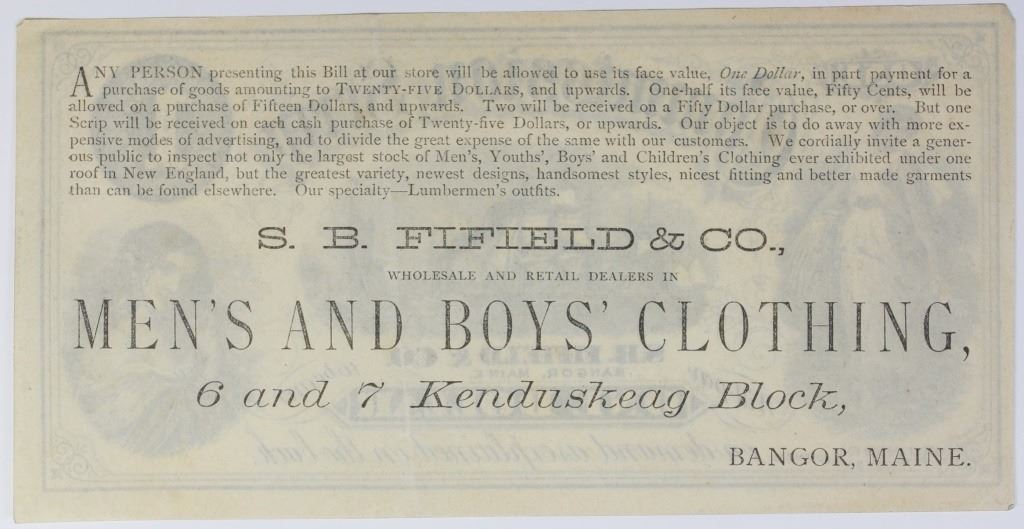 ANY PERSON presenting this Bill at our store will be allowed to use its face value, One Dollar, in part payment for a
purchase of goods amounting to TWENTY-FIVE DOLLARS, and upwards. One-half its face value, Fifty Cents, will be
allowed on a purchase of Fifteen Dollars, and upwards. Two will be received on a Fifty Dollar purchase, or over. But one
Scrip will be received on each cash purchase of Twenty-five Dollars, or upwards. Our object is to do away with more ex-
pensive modes of advertising, and to divide the great expense of the same with our customers. We cordially invite a gener-
ous public to inspect not only the largest stock of Men's, Youths', Boys' and Children's Clothing ever exhibited under one
roof in New England, but the greatest variety, newest designs, handsomest styles, nicest fitting and better made garments
than can be found elsewhere. Our specialty—Lumbermen's outfits.
S. B. FIFIELD & CO.,
WHOLESALE AND RETAIL DEALERS IN
MEN'S AND BOYS' CLOTHING,
6 and 7 Kenduskeag Block,
BANGOR, MAINE.